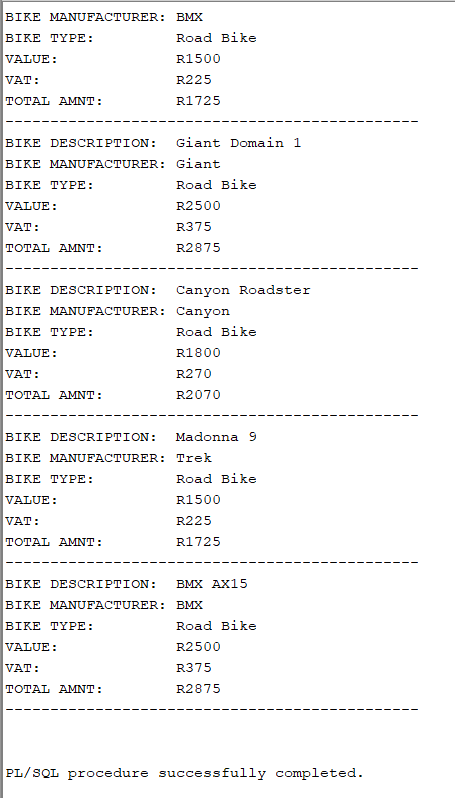 BIKE MANUFACTURER: BMX
BIKE TYPE: Road Bike
VALUE: R1500
VAT: R225
TOTAL AMNT: R1725
----------------------------------------------
BIKE DESCRIPTION: Giant Domain 1
BIKE MANUFACTURER: Giant
BIKE TYPE: Road Bike
VALUE: R2500
VAT: R375
TOTAL AMNT: R2875
----------------------------------------------
BIKE DESCRIPTION: Canyon Roadster
BIKE MANUFACTURER: Canyon
BIKE TYPE: Road Bike
VALUE: R1800
VAT: R270
TOTAL AMNT: R2070
----------------------------------------------
BIKE DESCRIPTION: Madonna 9
BIKE MANUFACTURER: Trek
BIKE TYPE: Road Bike
VALUE: R1500
VAT: R225
TOTAL AMNT: R1725
----------------------------------------------
BIKE DESCRIPTION: BMX AX15
BIKE MANUFACTURER: BMX
BIKE TYPE: Road Bike
VALUE: R2500
VAT: R375
TOTAL AMNT: R2875
----------------------------------------------
PL/SQL procedure successfully completed.